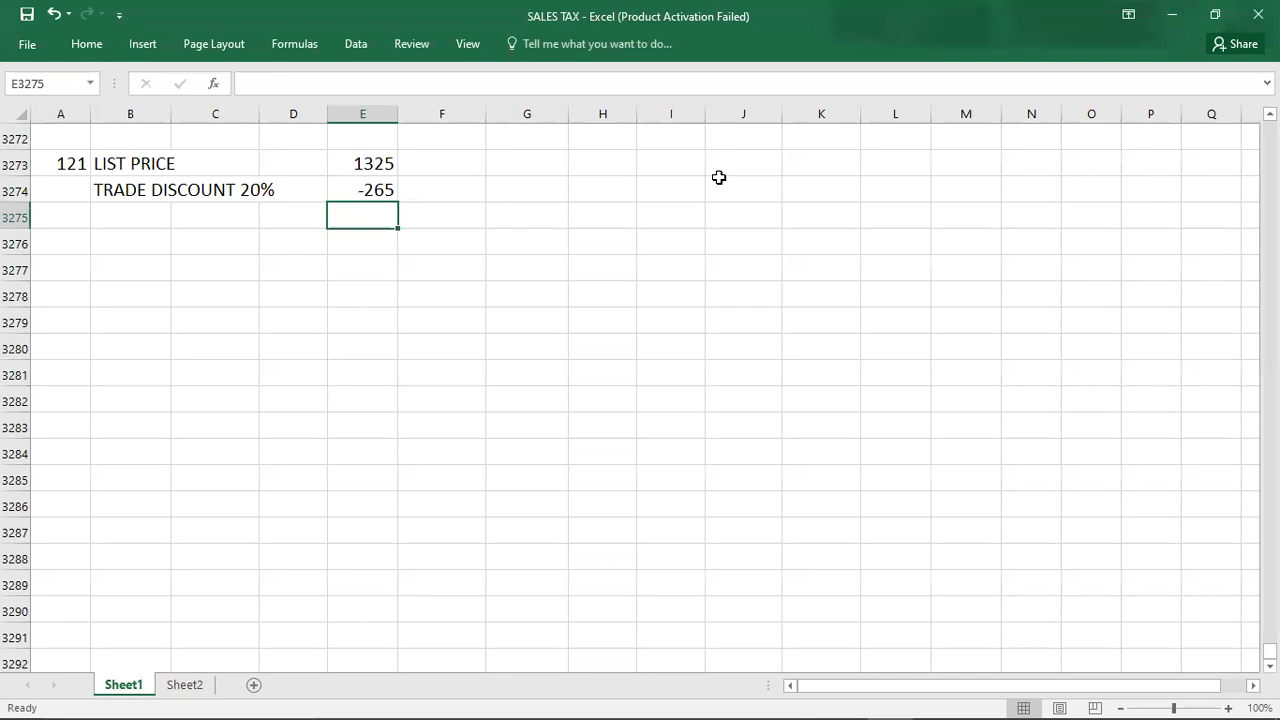 SALES TAX - Excel (Product Activation Failed)
File Home Insert Page Layout Formulas Data Review View Tell me what you want to do... Share
E3275 fx
A B C D E F G H I J K L M N O P Q
3272
3273 121 LIST PRICE 1325
3274 TRADE DISCOUNT 20% -265
3275
3276
3277
3278
3279
3280
3281
3282
3283
3284
3285
3286
3287
3288
3289
3290
3291
3292
Sheet1 Sheet2
Ready 100%